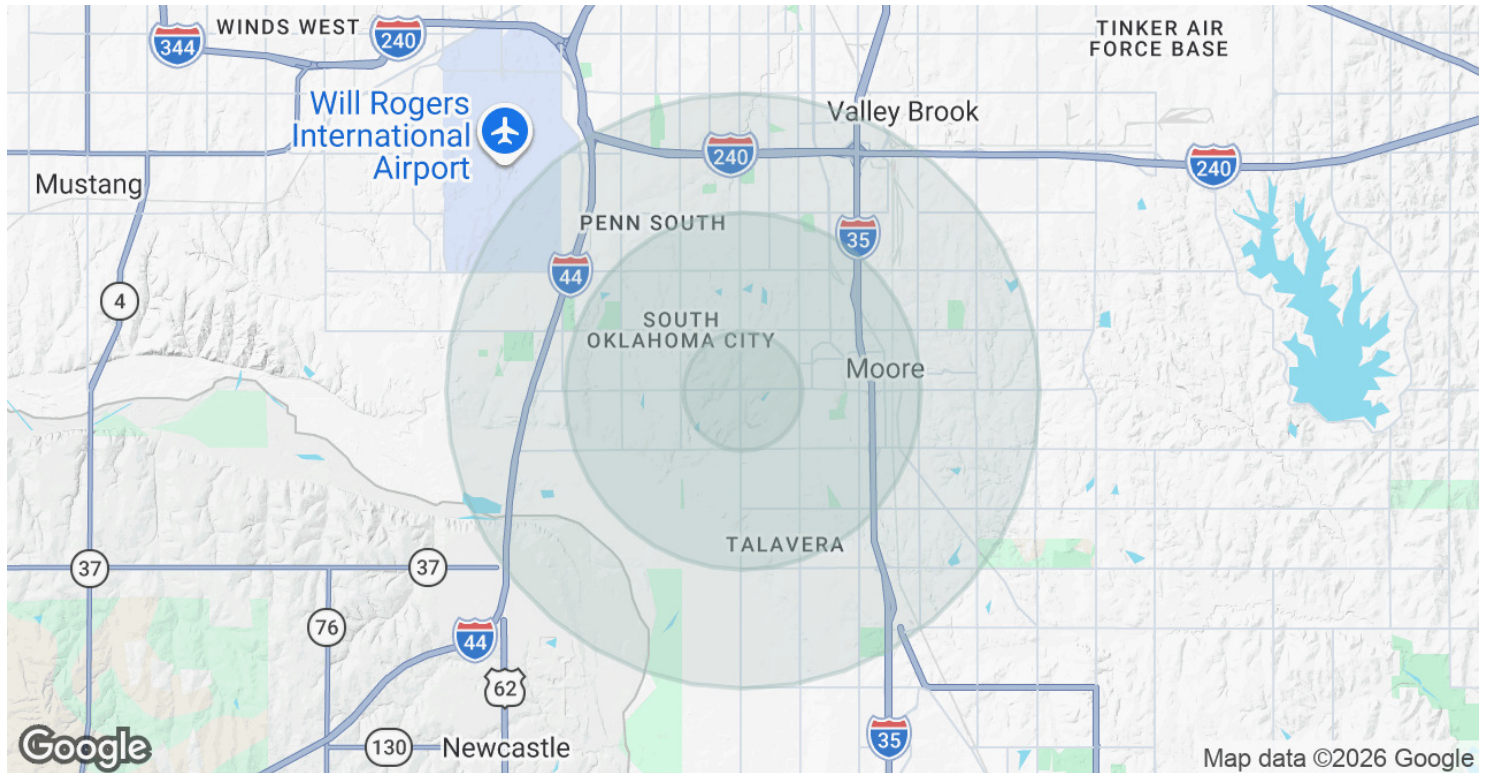 WINDS WEST
344
240
TINKER AIR
FORCE BASE
Will Rogers
International
Airport
Valley Brook
240
240
Mustang
PENN SOUTH
35
44
4
SOUTH
OKLAHOMA CITY
Moore
TALAVERA
37
37
76
44
62
35
130
Newcastle
Google
Map data ©2026 Google